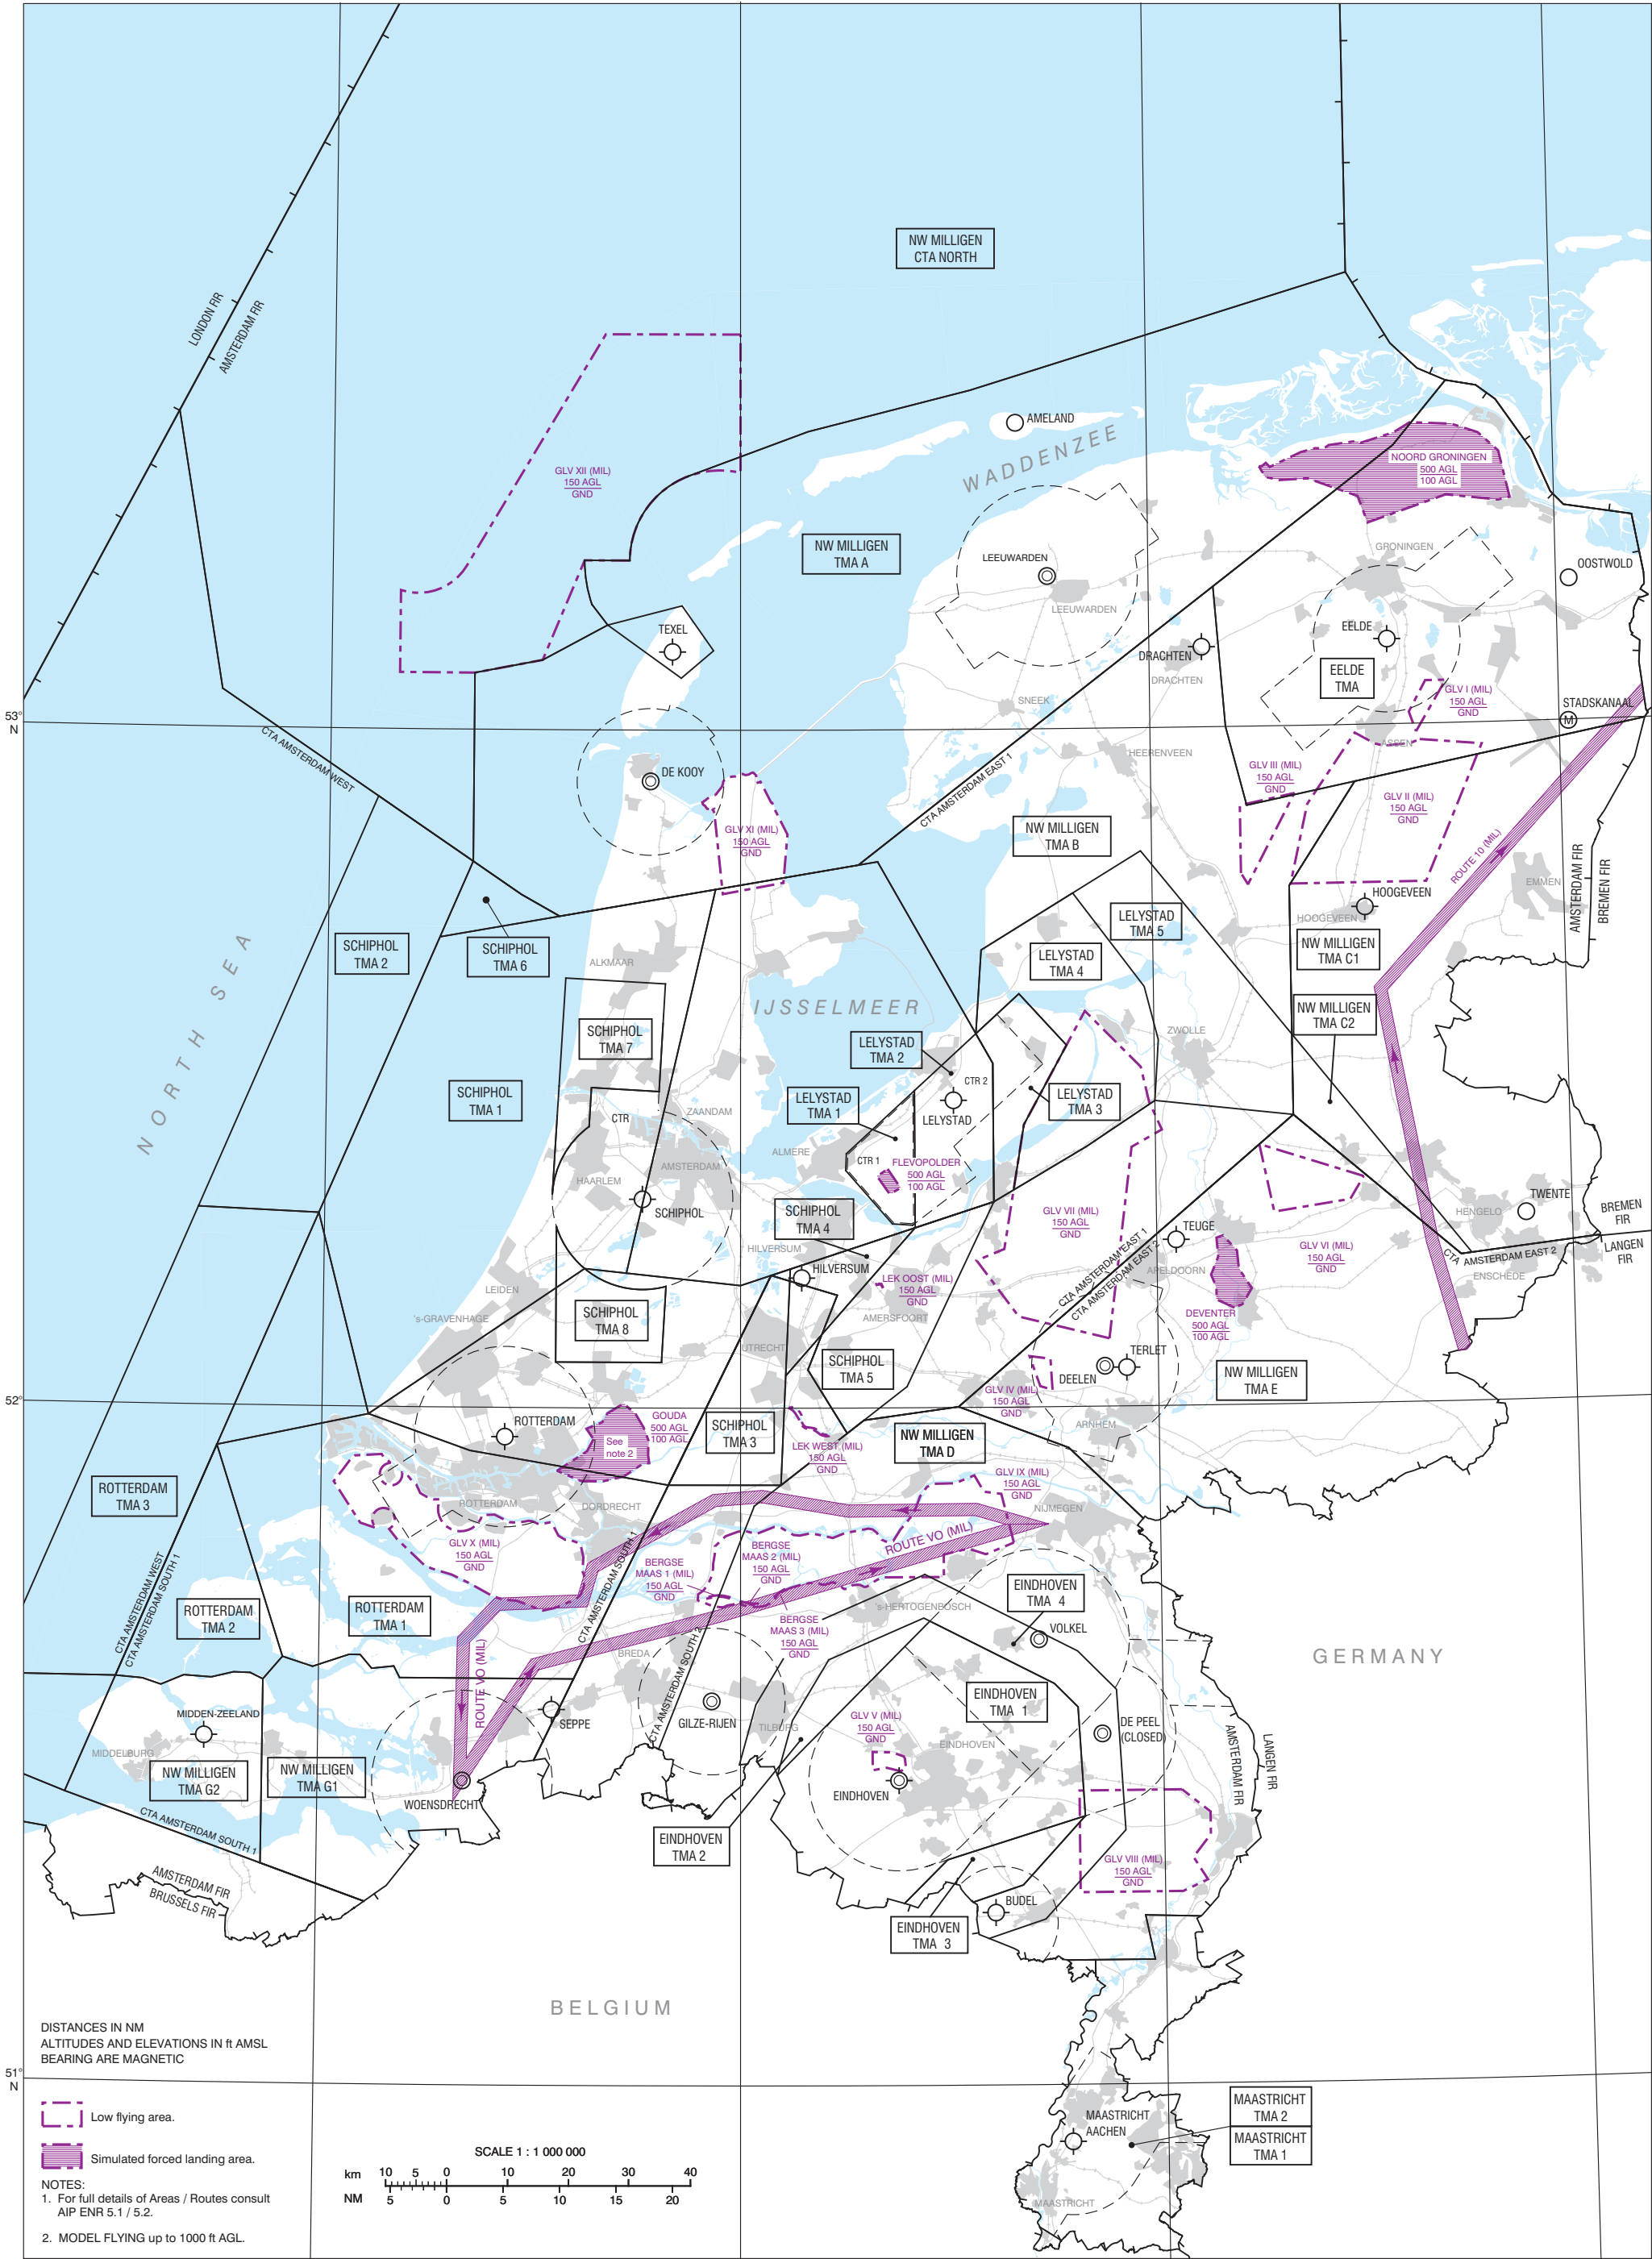 NW MILLIGEN
CTA NORTH
LONDON FIR
AMSTERDAM FIR
AMELAND
WADDENZEE
GLV XII (MIL)
150 AGL
GND
NOORD GRONINGEN
500 AGL
100 AGL
NW MILLIGEN
TMA A
LEEUWARDEN
LEEUWARDEN
GRONINGEN
OOSTWOLD
TEXEL
EELDE
DRACHTEN
DRACHTEN
EELDE
TMA
GLV I (MIL)
150 AGL
GND
STADSKANAAL
M
SNEEK
53°
N
CTA AMSTERDAM WEST
HEERENVEEN
ASSEN
DE KOOY
CTA AMSTERDAM EAST 1
GLV III (MIL)
150 AGL
GND
GLV II (MIL)
150 AGL
GND
GLV XI (MIL)
150 AGL
GND
NW MILLIGEN
TMA B
ROUTE 10 (MIL)
AMSTERDAM FIR
BREMEN FIR
EMMEN
HOOGEVEEN
HOOGEVEEN
NORTH SEA
SCHIPHOL
TMA 2
SCHIPHOL
TMA 6
ALKMAAR
LELYSTAD
TMA 5
LELYSTAD
TMA 4
NW MILLIGEN
TMA C1
IJSSELMEER
NW MILLIGEN
TMA C2
SCHIPHOL
TMA 7
LELYSTAD
TMA 2
ZWOLLE
SCHIPHOL
TMA 1
CTR
ZAANDAM
LELYSTAD
TMA 1
CTR 2
LELYSTAD
LELYSTAD
TMA 3
ALMERE
CTR 1
FLEVOPOLDER
500 AGL
100 AGL
AMSTERDAM
HAARLEM
SCHIPHOL
SCHIPHOL
TMA 4
GLV VII (MIL)
150 AGL
GND
TEUGE
TWENTE
HENGELO
BREMEN
FIR
LANGEN
FIR
HILVERSUM
HILVERSUM
CTA AMSTERDAM EAST 1
CTA AMSTERDAM EAST 2
APELDOORN
GLV VI (MIL)
150 AGL
GND
CTA AMSTERDAM EAST 2
ENSCHEDE
LEK OOST (MIL)
150 AGL
GND
LEIDEN
's-GRAVENHAGE
SCHIPHOL
TMA 8
AMERSFOORT
DEVENTER
500 AGL
100 AGL
UTRECHT
SCHIPHOL
TMA 5
DEELEN
TERLET
NW MILLIGEN
TMA E
52°
N
GLV IV (MIL)
150 AGL
GND
ROTTERDAM
See
note 2
GOUDA
500 AGL
100 AGL
SCHIPHOL
TMA 3
ARNHEM
LEK WEST (MIL)
150 AGL
GND
NW MILLIGEN
TMA D
ROTTERDAM
TMA 3
GLV IX (MIL)
150 AGL
GND
ROTTERDAM
DORDRECHT
NIJMEGEN
GLV X (MIL)
150 AGL
GND
ROUTE VO (MIL)
BERGSE
MAAS 1 (MIL)
150 AGL
GND
BERGSE
MAAS 2 (MIL)
150 AGL
GND
CTA AMSTERDAM WEST
CTA AMSTERDAM SOUTH 1
CTA AMSTERDAM SOUTH 1
CTA AMSTERDAM SOUTH 2
ROTTERDAM
TMA 2
ROTTERDAM
TMA 1
BERGSE
MAAS 3 (MIL)
150 AGL
GND
's-HERTOGENBOSCH
EINDHOVEN
TMA 4
VOLKEL
GERMANY
ROUTE VO (MIL)
BREDA
MIDDEN-ZEELAND
SEPPE
GILZE-RIJEN
TILBURG
EINDHOVEN
TMA 1
DE PEEL
(CLOSED)
GLV V (MIL)
150 AGL
GND
EINDHOVEN
AMSTERDAM FIR
LANGEN FIR
MIDDELBURG
NW MILLIGEN
TMA G2
NW MILLIGEN
TMA G1
WOENSDRECHT
EINDHOVEN
CTA AMSTERDAM SOUTH 1
EINDHOVEN
TMA 2
GLV VIII (MIL)
150 AGL
GND
AMSTERDAM FIR
BRUSSELS FIR
BUDEL
EINDHOVEN
TMA 3
BELGIUM
DISTANCES IN NM
ALTITUDES AND ELEVATIONS IN ft AMSL
BEARING ARE MAGNETIC
51°
N
Low flying area.
Simulated forced landing area.
NOTES:
1. For full details of Areas / Routes consult
AIP ENR 5.1 / 5.2.
2. MODEL FLYING up to 1000 ft AGL.
SCALE 1 : 1 000 000
km 10 5 0 10 20 30 40
NM 5 0 5 10 15 20
MAASTRICHT
AACHEN
MAASTRICHT
TMA 2
MAASTRICHT
TMA 1
MAASTRICHT